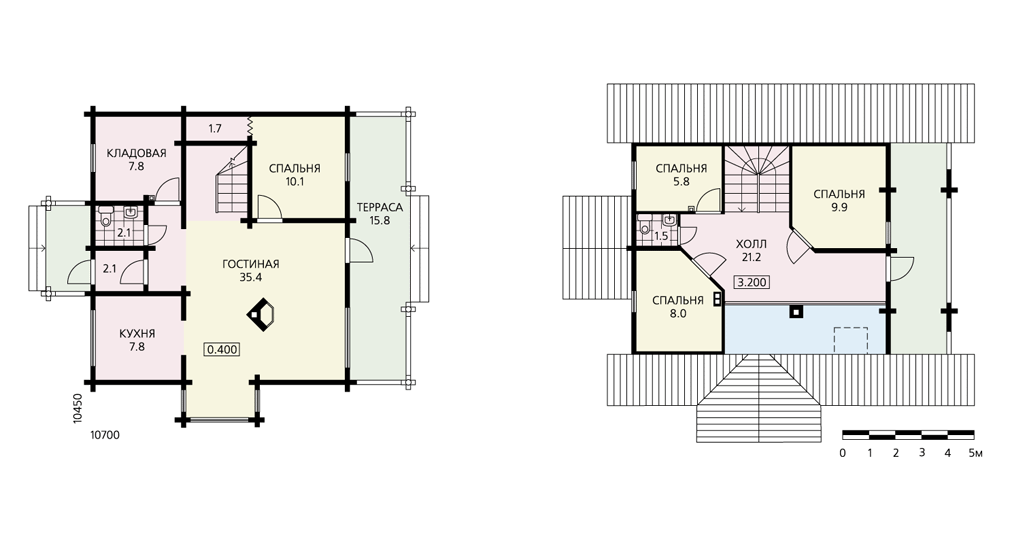 1.7
КЛАДОВАЯ
7.8
СПАЛЬНЯ
10.1
ТЕРРАСА
15.8
2.1
2.1
ГОСТИНАЯ
35.4
КУХНЯ
7.8
0.400
10450
10700
СПАЛЬНЯ
5.8
СПАЛЬНЯ
9.9
1.5
ХОЛЛ
21.2
3.200
СПАЛЬНЯ
8.0
0 1 2 3 4 5м